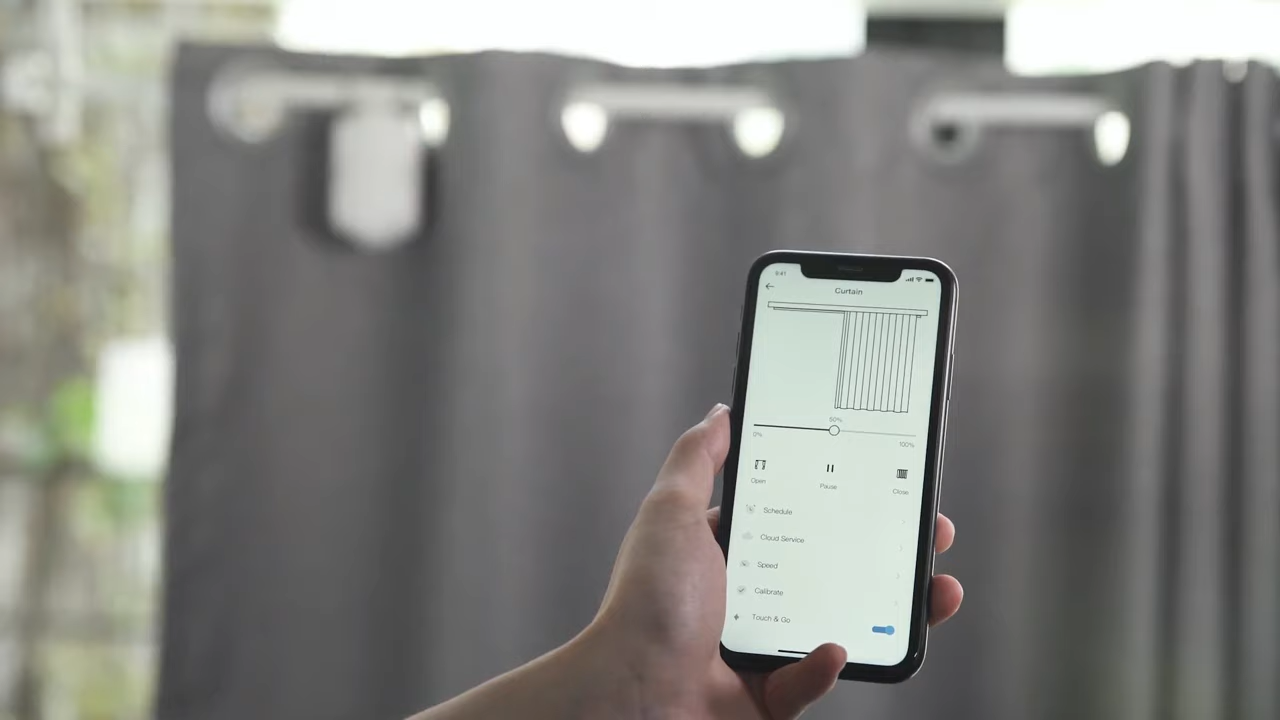 9:41
Curtain
50%
0%
100%
Open
Pause
Close
Schedule
Cloud Service
Speed
Calibrate
Touch & Go